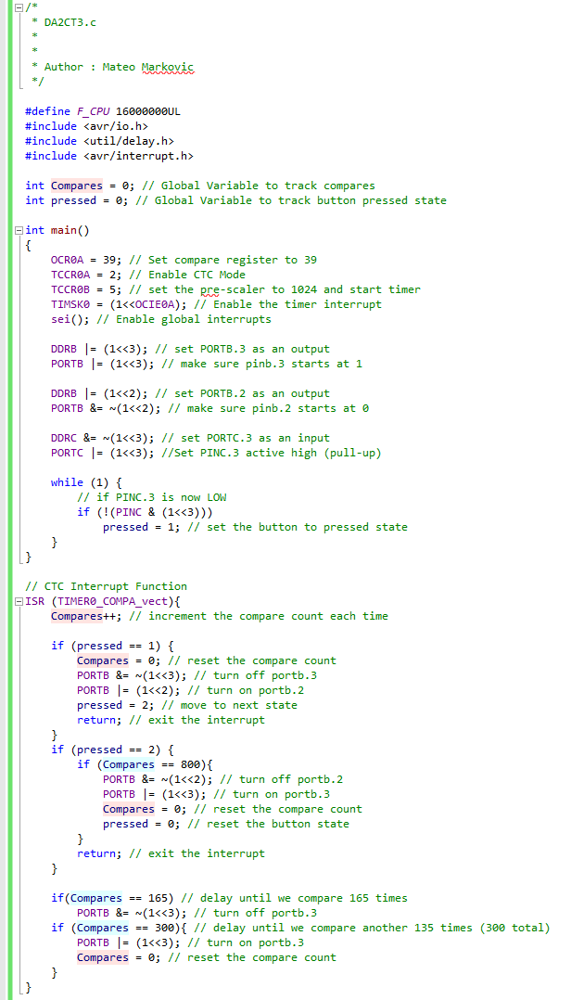 /*
 * DA2CT3.c
 *
 *
 * Author : Mateo Markovic
 */

#define F_CPU 16000000UL
#include <avr/io.h>
#include <util/delay.h>
#include <avr/interrupt.h>

int Compares = 0; // Global Variable to track compares
int pressed = 0; // Global Variable to track button pressed state

int main()
{
    OCR0A = 39; // Set compare register to 39
    TCCR0A = 2; // Enable CTC Mode
    TCCR0B = 5; // set the pre-scaler to 1024 and start timer
    TIMSK0 = (1<<OCIE0A); // Enable the timer interrupt
    sei(); // Enable global interrupts

    DDRB |= (1<<3); // set PORTB.3 as an output
    PORTB |= (1<<3); // make sure pinb.3 starts at 1

    DDRB |= (1<<2); // set PORTB.2 as an output
    PORTB &= ~(1<<2); // make sure pinb.2 starts at 0

    DDRC &= ~(1<<3); // set PORTC.3 as an input
    PORTC |= (1<<3); //Set PINC.3 active high (pull-up)

    while (1) {
        // if PINC.3 is now LOW
        if (!(PINC & (1<<3)))
            pressed = 1; // set the button to pressed state
    }
}

// CTC Interrupt Function
ISR (TIMER0_COMPA_vect){
    Compares++; // increment the compare count each time

    if (pressed == 1) {
        Compares = 0; // reset the compare count
        PORTB &= ~(1<<3); // turn off portb.3
        PORTB |= (1<<2); // turn on portb.2
        pressed = 2; // move to next state
        return; // exit the interrupt
    }
    if (pressed == 2) {
        if (Compares == 800){
            PORTB &= ~(1<<2); // turn off portb.2
            PORTB |= (1<<3); // turn on portb.3
            Compares = 0; // reset the compare count
            pressed = 0; // reset the button state
        }
        return; // exit the interrupt
    }

    if(Compares == 165) // delay until we compare 165 times
        PORTB &= ~(1<<3); // turn off portb.3
    if (Compares == 300){ // delay until we compare another 135 times (300 total)
        PORTB |= (1<<3); // turn on portb.3
        Compares = 0; // reset the compare count
    }
}